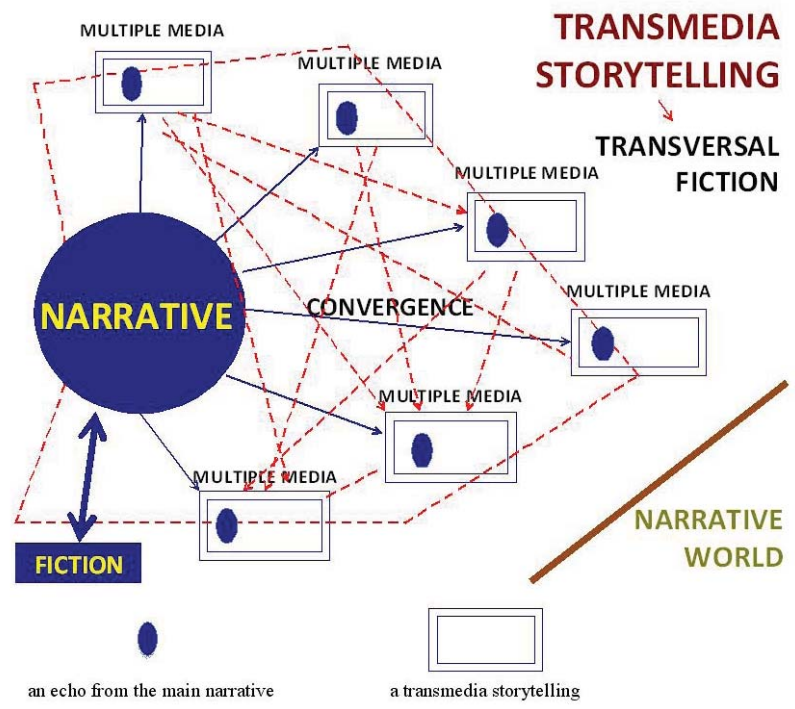 TRANSMEDIA
STORYTELLING
TRANSVERSAL
FICTION
MULTIPLE MEDIA
MULTIPLE MEDIA
MULTIPLE MEDIA
MULTIPLE MEDIA
NARRATIVE
CONVERGENCE
MULTIPLE MEDIA
MULTIPLE MEDIA
FICTION
NARRATIVE
WORLD
an echo from the main narrative
a transmedia storytelling